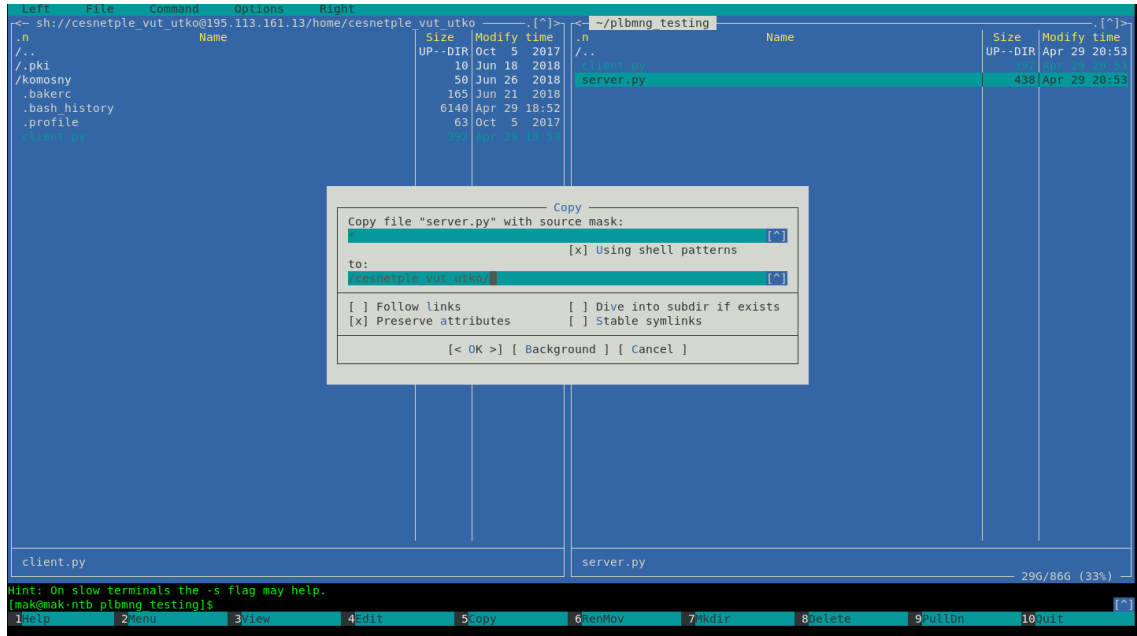 Left File Command Options Right
<– sh://cesnetple_vut_utko@195.113.161.13/home/cesnetple_vut_utko .[^]>
.n Name Size Modify time
/.. UP--DIR Oct 5 2017
/.pki 10 Jun 18 2018
/komosny 50 Jun 26 2018
.bakerc 165 Jun 21 2018
.bash_history 6140 Apr 29 18:52
.profile 63 Oct 5 2017
client.py 392 Apr 29 18:53
client.py
<– ~/plbmng_testing .[^]>
.n Name Size Modify time
/.. UP--DIR Apr 29 20:53
client.py 392 Apr 29 20:53
server.py 438 Apr 29 20:53
server.py
29G/86G (33%)
Copy
Copy file "server.py" with source mask:
* [^]
[x] Using shell patterns
to:
/cesnetple_vut_utko/ [^]
[ ] Follow links [ ] Dive into subdir if exists
[x] Preserve attributes [ ] Stable symlinks
[< OK >] [ Background ] [ Cancel ]
Hint: On slow terminals the -s flag may help.
[mak@mak-ntb plbmng_testing]$ [^]
1Help 2Menu 3View 4Edit 5Copy 6RenMov 7Mkdir 8Delete 9PullDn 10Quit